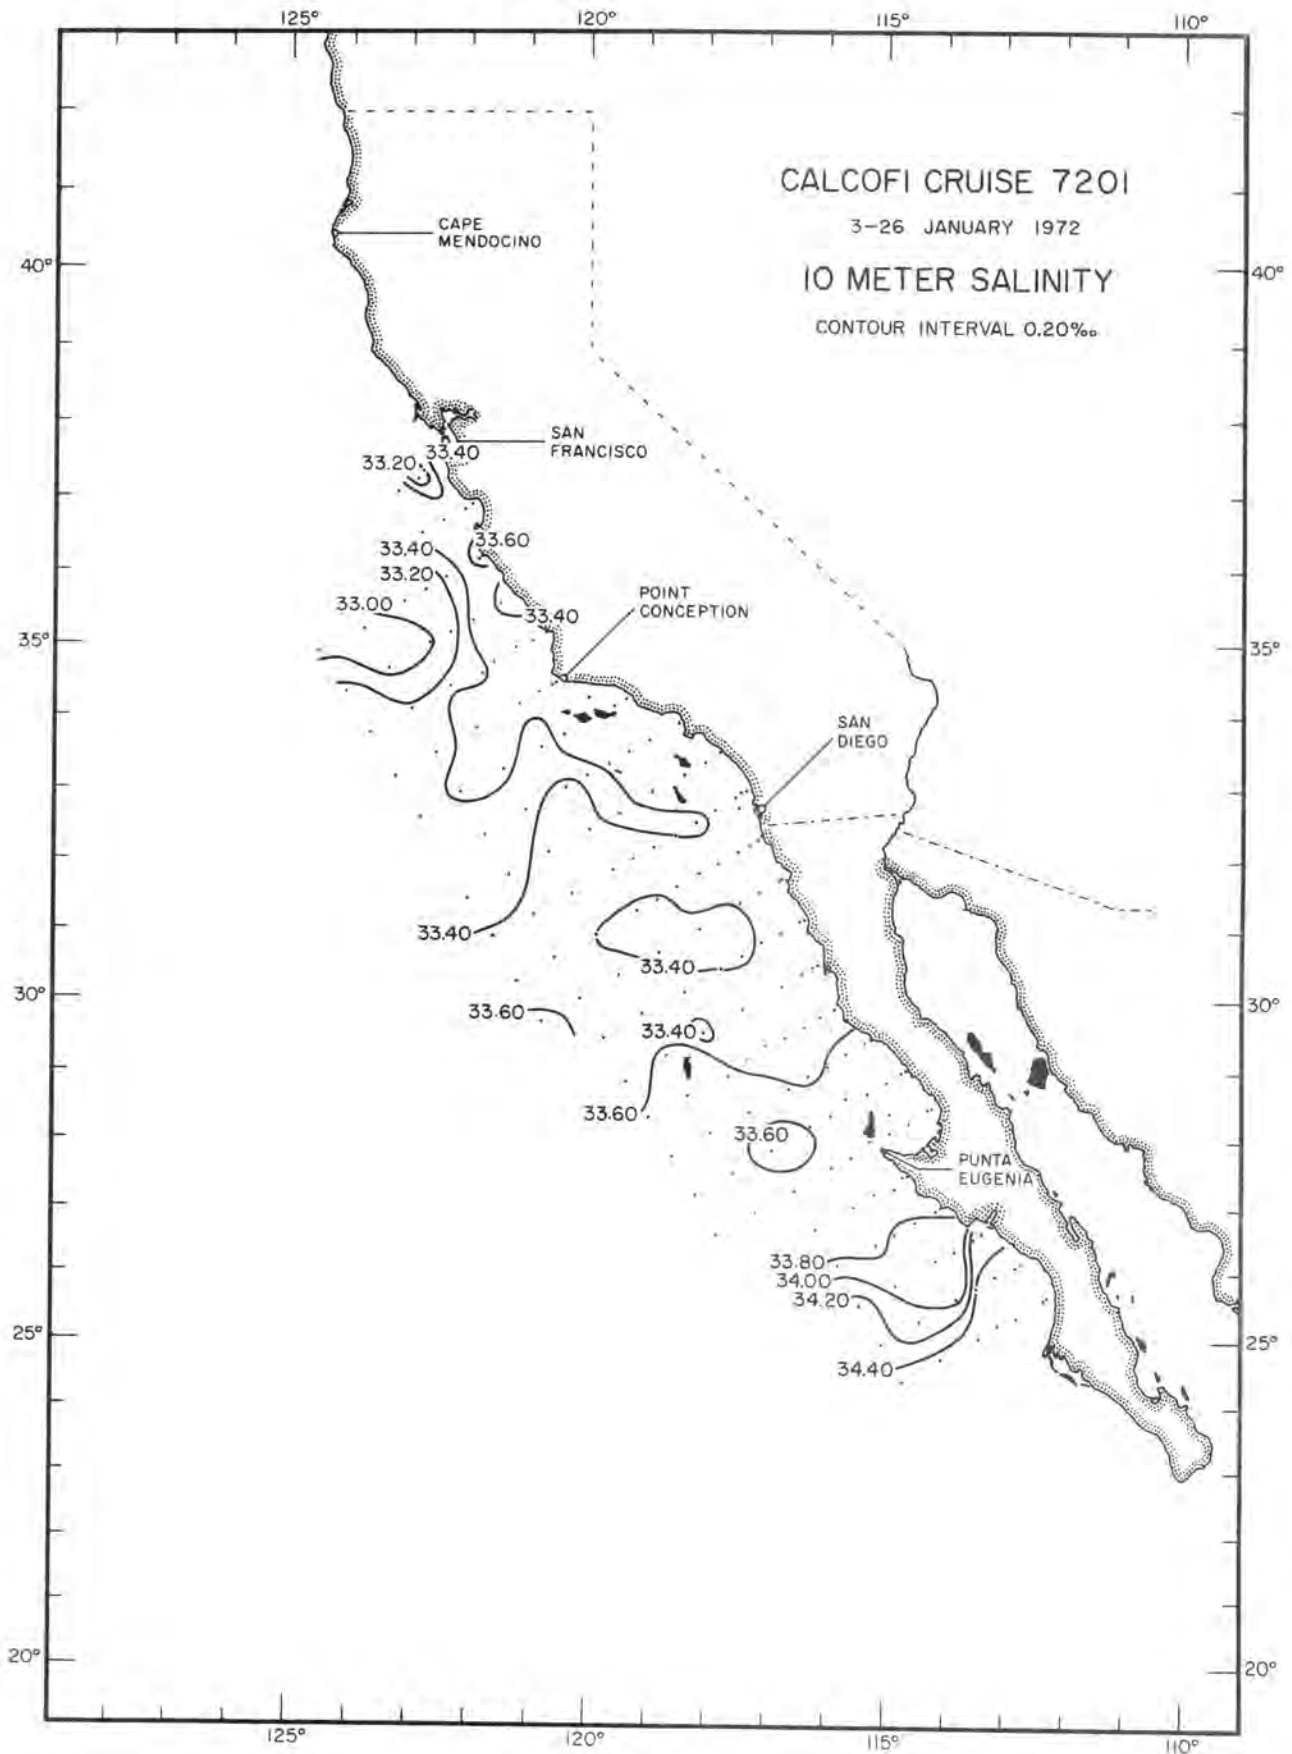 125°
120°
115°
110°
CALCOFI CRUISE 7201
3-26 JANUARY 1972
10 METER SALINITY
CONTOUR INTERVAL 0.20‰
CAPE
MENDOCINO
40°
40°
SAN
FRANCISCO
33.40
33.20
33.60
33.40
33.20
33.00
33.40
POINT
CONCEPTION
35°
35°
SAN
DIEGO
33.40
33.40
30°
30°
33.60
33.40
33.60
33.60
PUNTA
EUGENIA
33.80
34.00
34.20
34.40
25°
25°
20°
20°
125°
120°
115°
110°